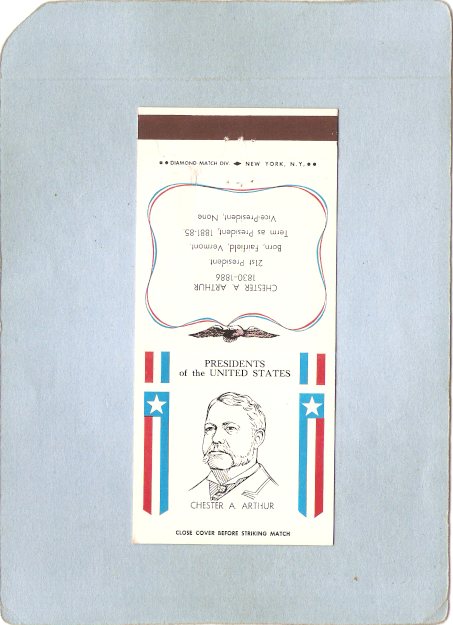 DIAMOND MATCH DIV. NEW YORK, N.Y.
CHESTER A. ARTHUR
1830-1886
21st President
Born, Fairfield, Vermont
Term as President, 1881-85
Vice-President, None
PRESIDENTS
of the UNITED STATES
CHESTER A. ARTHUR
CLOSE COVER BEFORE STRIKING MATCH